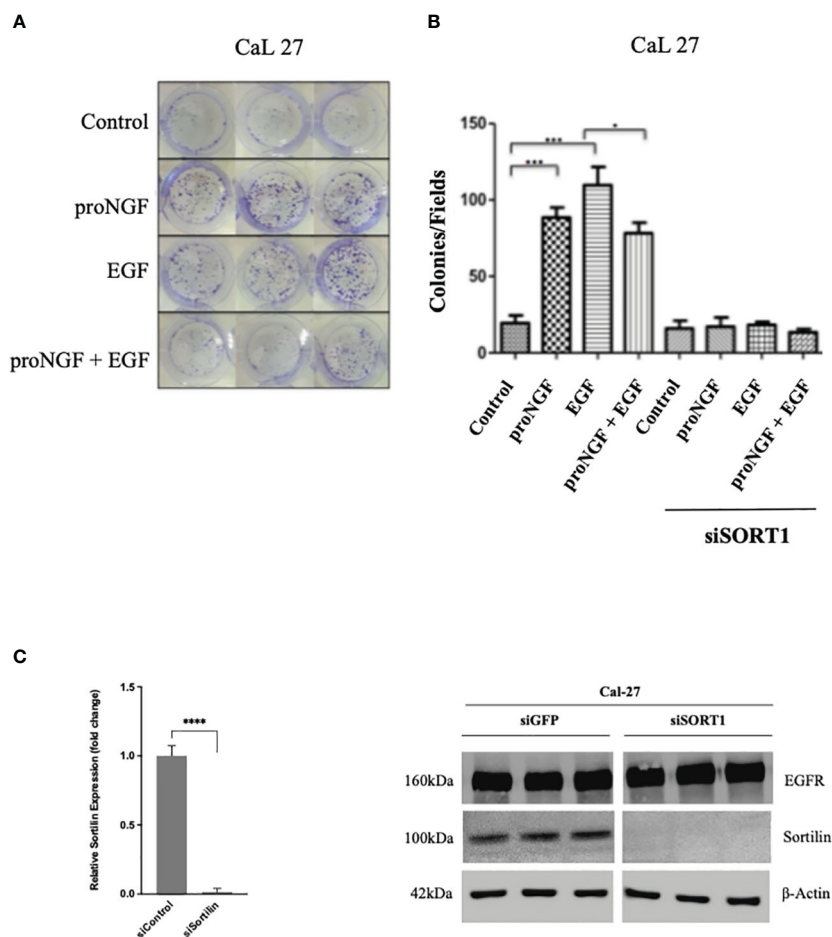 A
CaL 27
Control
proNGF
EGF
proNGF + EGF
B
CaL 27
Colonies/Fields
150
100
50
0
***
***
*
Control
proNGF
EGF
proNGF + EGF
Control
proNGF
EGF
proNGF + EGF
siSORT1
C
Relative Sortilin Expression (fold change)
1.5
1.0
0.5
0.0
****
siControl
siSortilin
Cal-27
siGFP siSORT1
160kDa EGFR
100kDa Sortilin
42kDa β-Actin